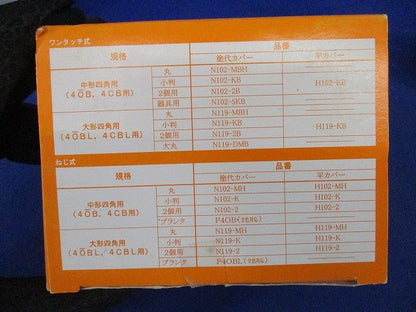 ワンタッチ式
規格 品番
塗代カバー 平カバー
中形四角用
(4OB, 4CB用)
丸 N102-MBH
小判 N102-KB H102-KB
2個用 N102-2B
器具用 N102-5KB
大形四角用
(4OBL, 4CBL用)
丸 N119-MBH
小判 N119-KB H119-KB
2個用 N119-2B
大丸 N119-DMB
ねじ式
規格 品番
塗代カバー 平カバー
中形四角用
(4OB, 4CB用)
丸 N102-MH H102-MH
小判 N102-K H102-K
2個用 N102-2 H102-2
ブランク P4OB
大形四角用
(4OBL, 4CBL用)
丸 N119-MH H119-MH
小判 N119-K H119-K
2個用 N119-2 H119-2
ブランク P4OBL